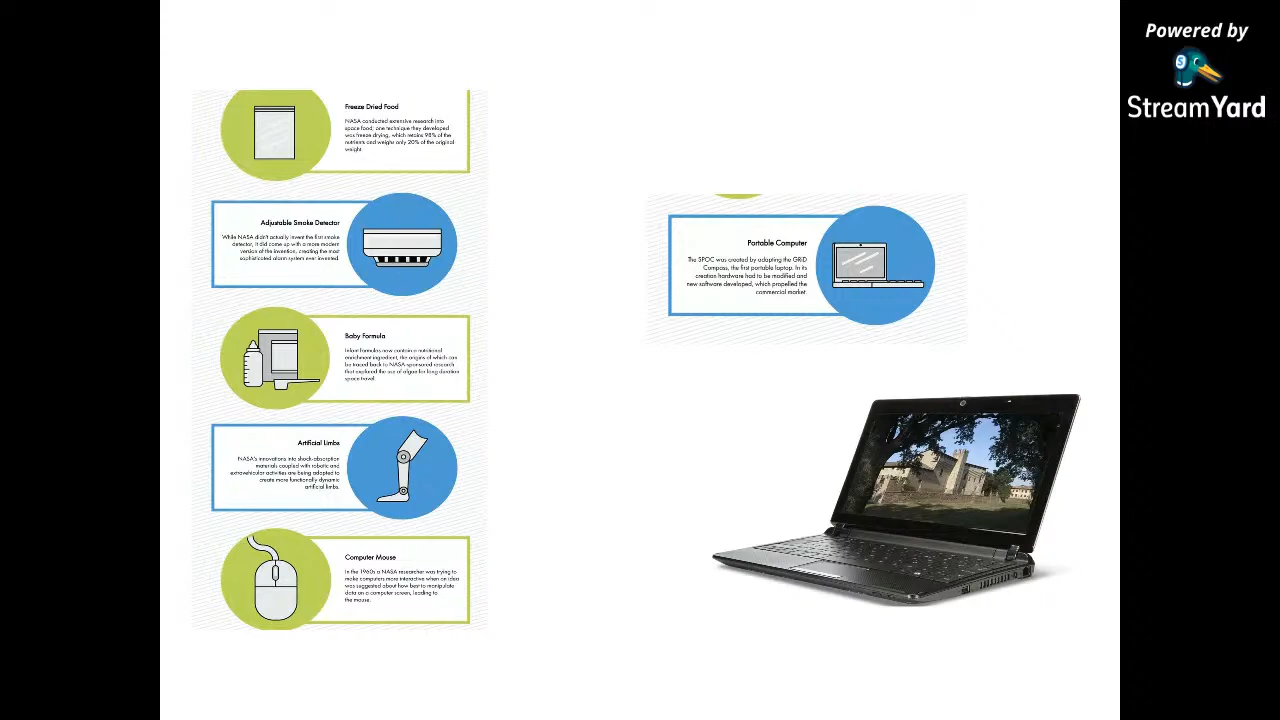 Freeze Dried Food
NASA conducted extensive research into
space food; one technique they developed
was freeze drying, which retains 98% of the
nutrients and weighs only 20% of the original
weight.
Adjustable Smoke Detector
While NASA didn't actually invent the first smoke
detector, it did come up with a more modern
version of the invention, creating the most
sophisticated alarm system ever invented.
Baby Formula
Infant formulas now contain a nutritional
enrichment ingredient, the origins of which can
be traced back to NASA-sponsored research
that explored the use of algae for long duration
space travel.
Artificial Limbs
NASA's innovations into shock-absorption
materials coupled with robotic and
extravehicular activities are being adapted to
create more functionally dynamic
artificial limbs.
Computer Mouse
In the 1960s a NASA researcher was trying to
make computers more interactive when an idea
was suggested about how best to manipulate
data on a computer screen, leading to
the mouse.
Portable Computer
The SPOC was created by adapting the GRiD
Compass, the first portable laptop. In its
creation hardware had to be modified and
new software developed, which propelled the
commercial market.
Powered by
S
StreamYard